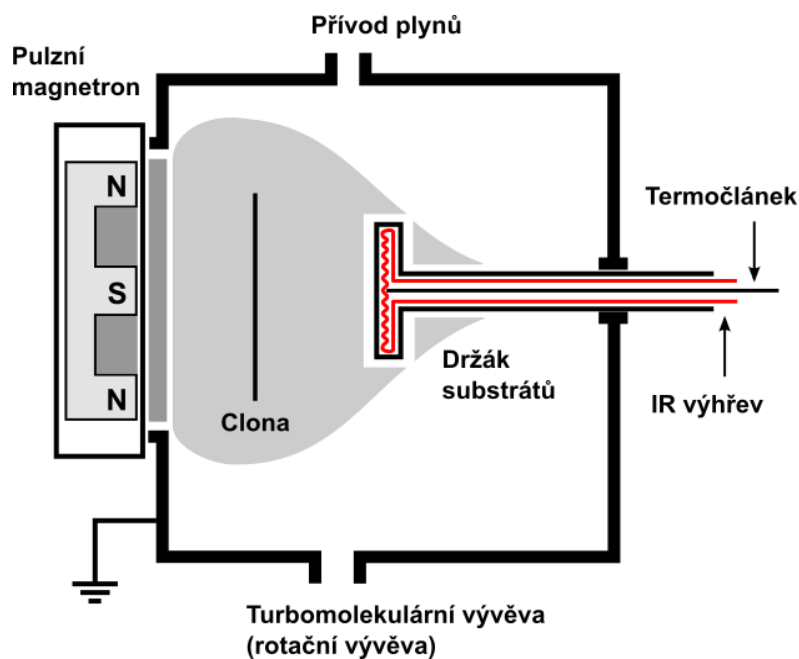 Přívod plynů
Pulzní
magnetron
N
S
N
Termočlánek
Držák
substrátů
IR výhřev
Clona
Turbomolekulární vývěva
(rotační vývěva)